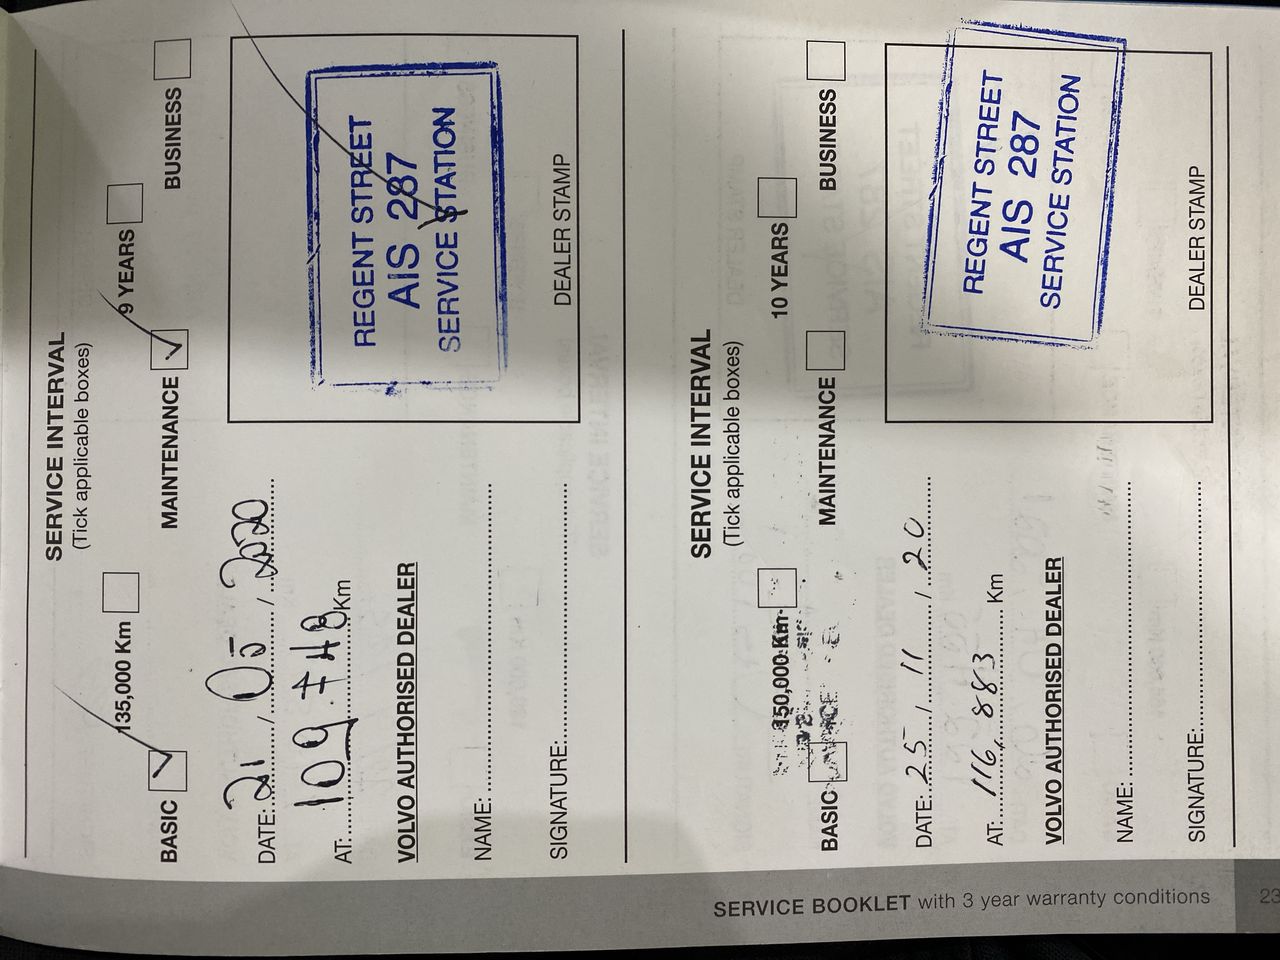 SERVICE INTERVAL
(Tick applicable boxes)
135,000 Km 9 YEARS
BASIC ✓ MAINTENANCE ✓ BUSINESS
DATE: 21, 05, 2020
AT: 109 748 Km
VOLVO AUTHORISED DEALER
NAME:
SIGNATURE:
REGENT STREET
AIS 287
SERVICE STATION
DEALER STAMP
SERVICE INTERVAL
(Tick applicable boxes)
150,000 Km 10 YEARS
BASIC MAINTENANCE BUSINESS
DATE: 25, 11, 20
AT: 116,883 Km
VOLVO AUTHORISED DEALER
NAME:
SIGNATURE:
REGENT STREET
AIS 287
SERVICE STATION
DEALER STAMP
SERVICE BOOKLET with 3 year warranty conditions
23